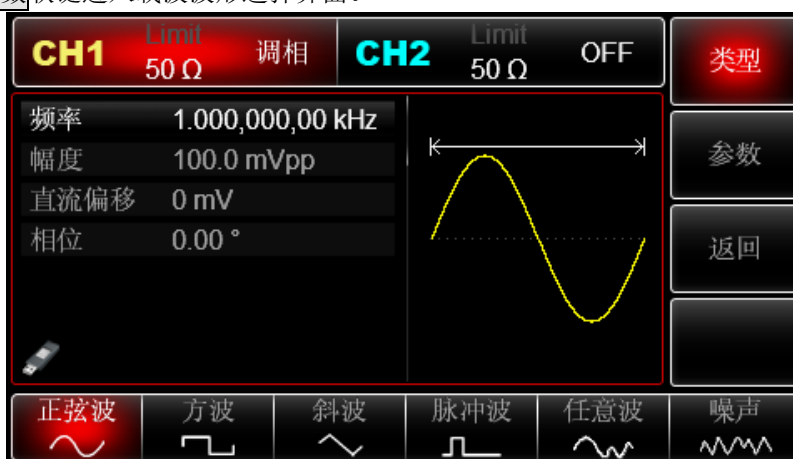 CH1
Limit
50 Ω
调相
CH2
Limit
50 Ω
OFF
类型
频率 1.000,000,00 kHz
幅度 100.0 mVpp
直流偏移 0 mV
相位 0.00 °
参数
返回
正弦波
方波
斜波
脉冲波
任意波
噪声